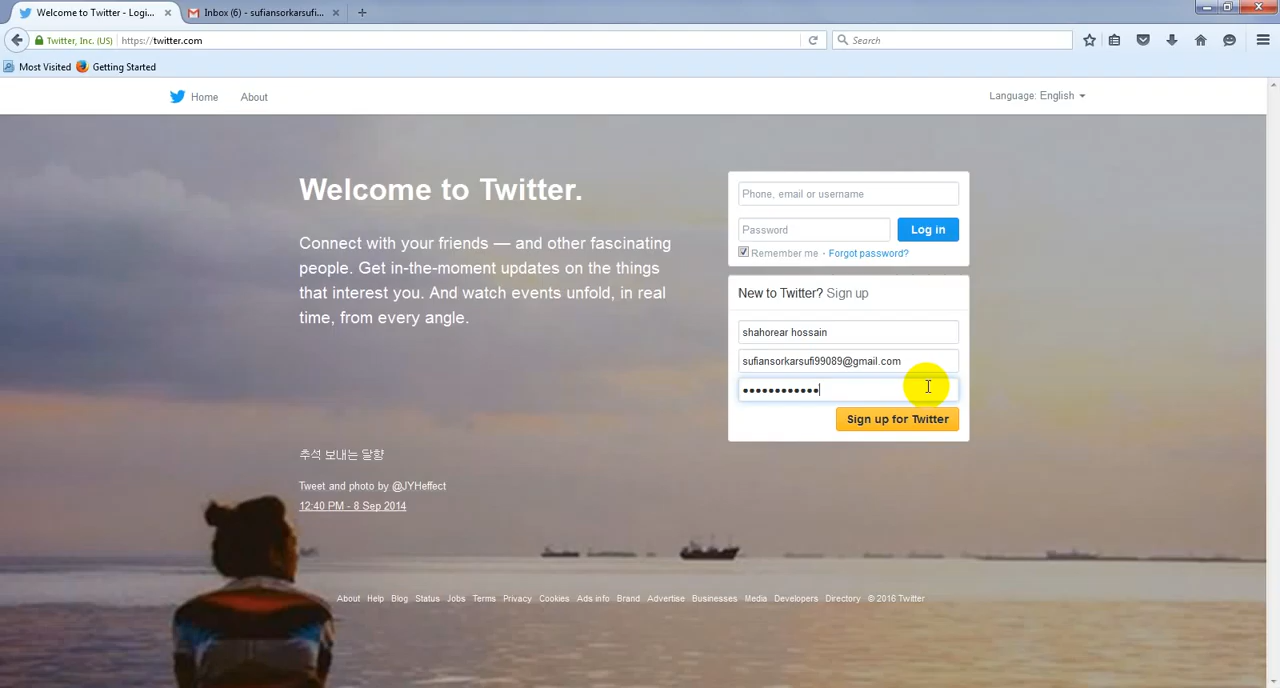 Welcome to Twitter - Logi...
Inbox (6) - sufiansorkarsufi...
Twitter, Inc. (US)
https://twitter.com
Search
Most Visited
Getting Started
Home
About
Language: English
Welcome to Twitter.
Connect with your friends — and other fascinating
people. Get in-the-moment updates on the things
that interest you. And watch events unfold, in real
time, from every angle.
Phone, email or username
Password
Log in
Remember me · Forgot password?
New to Twitter? Sign up
shahorear hossain
sufiansorkarsufi99089@gmail.com
••••••••••••
Sign up for Twitter
추석 보내는 달향
Tweet and photo by @JYHeffect
12:40 PM - 8 Sep 2014
About Help Blog Status Jobs Terms Privacy Cookies Ads info Brand Advertise Businesses Media Developers Directory © 2016 Twitter